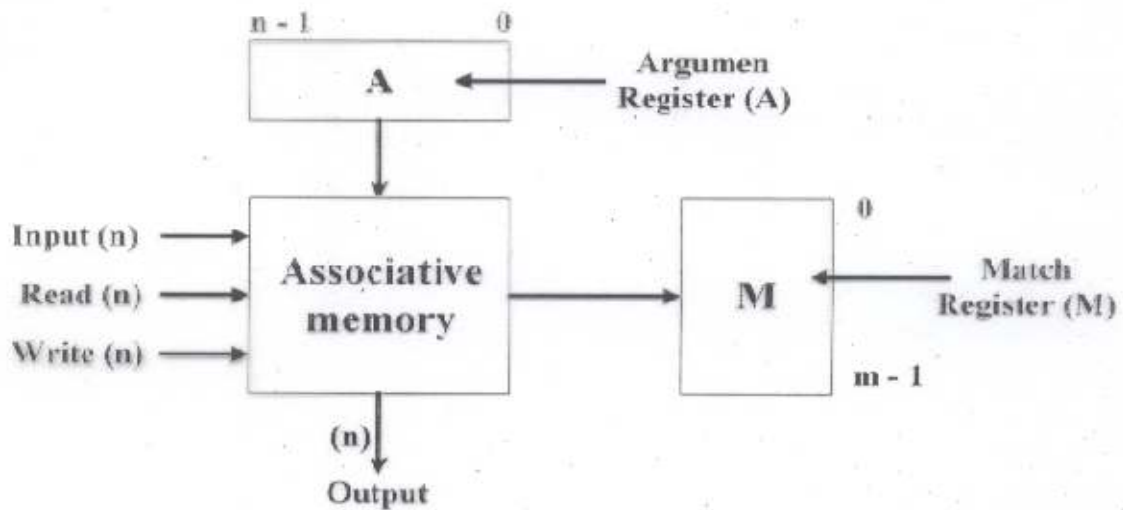 n - 1 0
A
Argumen
Register (A)
Input (n)
Read (n)
Write (n)
Associative
memory
M
0
m - 1
Match
Register (M)
(n)
Output